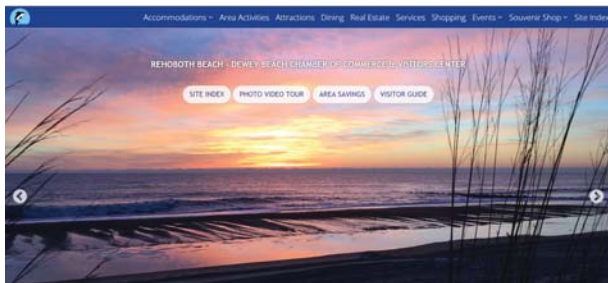 Accommodations Area Activities Attractions Dining Real Estate Services Shopping Events Souvenir Shop Site Index
REHOBOTH BEACH - DEWEY BEACH CHAMBER OF COMMERCE & VISITORS CENTER
SITE INDEX PHOTO VIDEO TOUR AREA SAVINGS VISITOR GUIDE